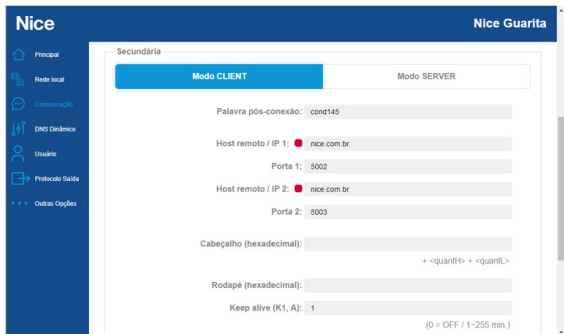 Nice
Nice Guarita
Principal
Rede local
Comunicação
DNS Dinâmico
Usuário
Protocolo Saída
Outras Opções
Secundária
Modo CLIENT
Modo SERVER
Palavra pós-conexão: cond145
Host remoto / IP 1: nice.com.br
Porta 1: 5002
Host remoto / IP 2: nice.com.br
Porta 2: 5003
Cabeçalho (hexadecimal):
+ <quantH> + <quantL>
Rodapé (hexadecimal):
Keep alive (K1, A): 1
(0 = OFF / 1~255 min.)